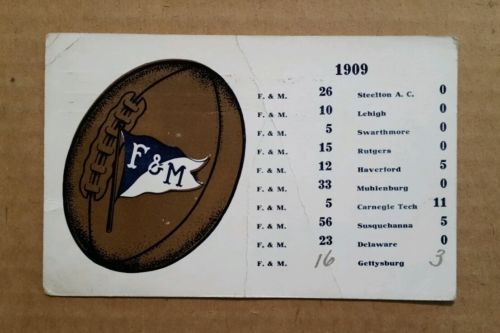 F & M
1909
F. & M. 26 Steelton A. C. 0
F. & M. 10 Lehigh 0
F. & M. 5 Swarthmore 0
F. & M. 15 Rutgers 0
F. & M. 12 Haverford 5
F. & M. 33 Muhlenburg 0
F. & M. 5 Carnegie Tech 11
F. & M. 56 Susquehanna 5
F. & M. 23 Delaware 0
F. & M. 16 Gettysburg 3